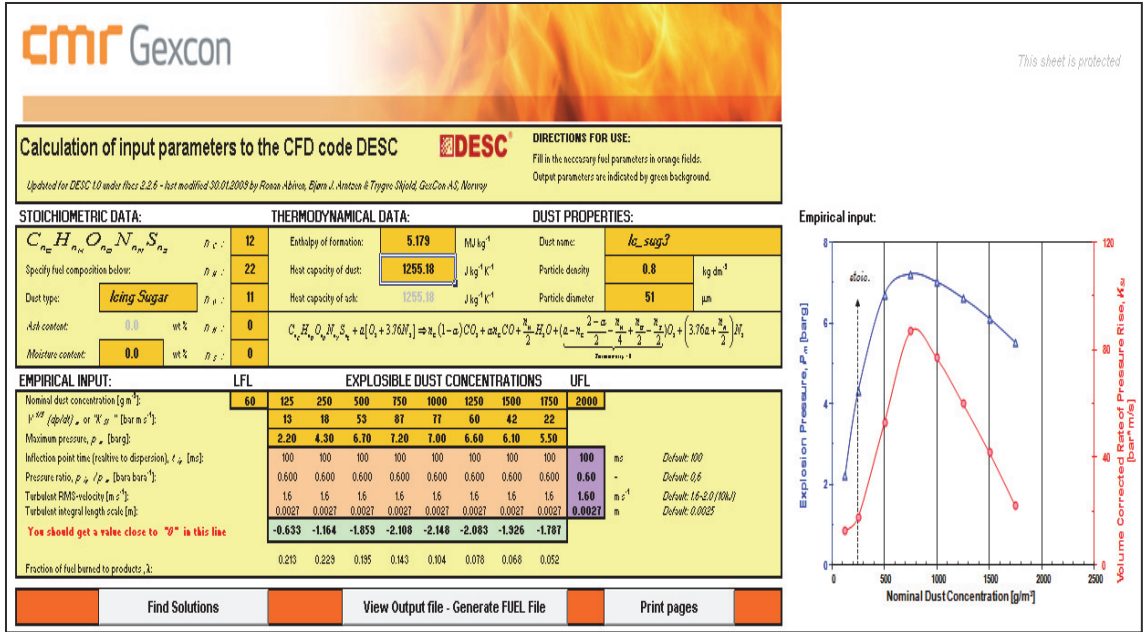 cmr Gexcon
This sheet is protected
Calculation of input parameters to the CFD code DESC
DESC
DIRECTIONS FOR USE:
Fill in the neccasary fuel parameters in orange fields.
Output parameters are indicated by green background.
Updated for DESC 1.0 under flacs 2.2.6 - last modified 30.01.2009 by Ronan Abiven, Bjørn J. Arntzen & Trygve Skjold, GexCon AS, Norway
STOICHIOMETRIC DATA:
THERMODYNAMICAL DATA:
DUST PROPERTIES:
n C : 12
Enthalpy of formation: 5.179 MJ kg⁻¹
Dust name: Ic_sug3
Specify fuel composition below: 22
Heat capacity of dust: 1255.18 J kg⁻¹ K⁻¹
Particle density 0.8 kg dm⁻³
Dust type: Icing Sugar 11
Heat capacity of ash: 1255.18 J kg⁻¹ K⁻¹
Particle diameter 51 μm
Ash content: 0.0 wt % 0
Moisture content: 0.0 wt % n S : 0
EMPIRICAL INPUT:
LFL
EXPLOSIBLE DUST CONCENTRATIONS
UFL
Nominal dust concentration [g m⁻³]: 60 125 250 500 750 1000 1250 1500 1750 2000
(dp/dt) or "K St " [bar m s⁻¹]: 13 18 53 87 77 60 42 22
Maximum pressure, p m [barg]: 2.20 4.30 6.70 7.20 7.00 6.60 6.10 5.50
Inflection point time (realtive to dispersion), [ms]: 100 100 100 100 100 100 100 100 100 ms Default: 100
Pressure ratio, [bara bara⁻¹]: 0.600 0.600 0.600 0.600 0.600 0.600 0.600 0.600 0.60 - Default: 0,6
Turbulent RMS-velocity [m s⁻¹]: 1.6 1.6 1.6 1.6 1.6 1.6 1.6 1.6 1.60 m s⁻¹ Default: 1.6-2.0 (10kJ)
Turbulent integral length scale [m]: 0.0027 0.0027 0.0027 0.0027 0.0027 0.0027 0.0027 0.0027 0.0027 m Default: 0.0025
You should get a value close to "0" in this line -0.633 -1.164 -1.859 -2.108 -2.148 -2.083 -1.926 -1.787
Fraction of fuel burned to products, λ: 0.213 0.229 0.195 0.143 0.104 0.078 0.068 0.052
Find Solutions
View Output file - Generate FUEL File
Print pages
Empirical input:
stoic.
Explosion Pressure, P m [barg]
8
6
4
2
0
Volume Corrected Rate of Pressure Rise, K St [bar*m/s]
120
80
40
0
0 500 1000 1500 2000 2500
Nominal Dust Concentration [g/m³]